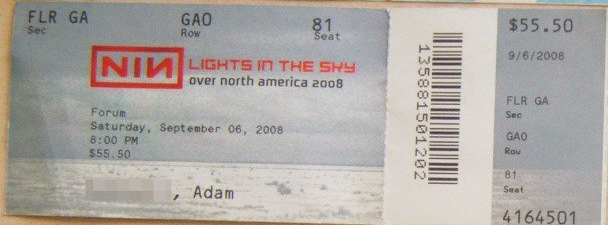 FLR GA
Sec
GA0
Row
81
Seat
NIN
LIGHTS IN THE SKY
over north america 2008
Forum
Saturday, September 06, 2008
8:00 PM
$55.50
, Adam
135881501202
$55.50
9/6/2008
FLR GA
Sec
GA0
Row
81
Seat
4164501